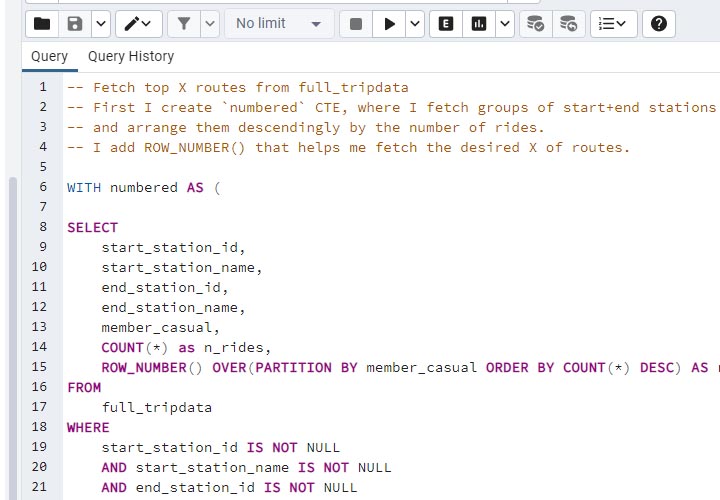 No limit
E
Query Query History
1 -- Fetch top X routes from full_tripdata
2 -- First I create `numbered` CTE, where I fetch groups of start+end stations
3 -- and arrange them descendingly by the number of rides.
4 -- I add ROW_NUMBER() that helps me fetch the desired X of routes.
5
6 WITH numbered AS (
7
8 SELECT
9 start_station_id,
10 start_station_name,
11 end_station_id,
12 end_station_name,
13 member_casual,
14 COUNT(*) as n_rides,
15 ROW_NUMBER() OVER(PARTITION BY member_casual ORDER BY COUNT(*) DESC) AS
16 FROM
17 full_tripdata
18 WHERE
19 start_station_id IS NOT NULL
20 AND start_station_name IS NOT NULL
21 AND end_station_id IS NOT NULL